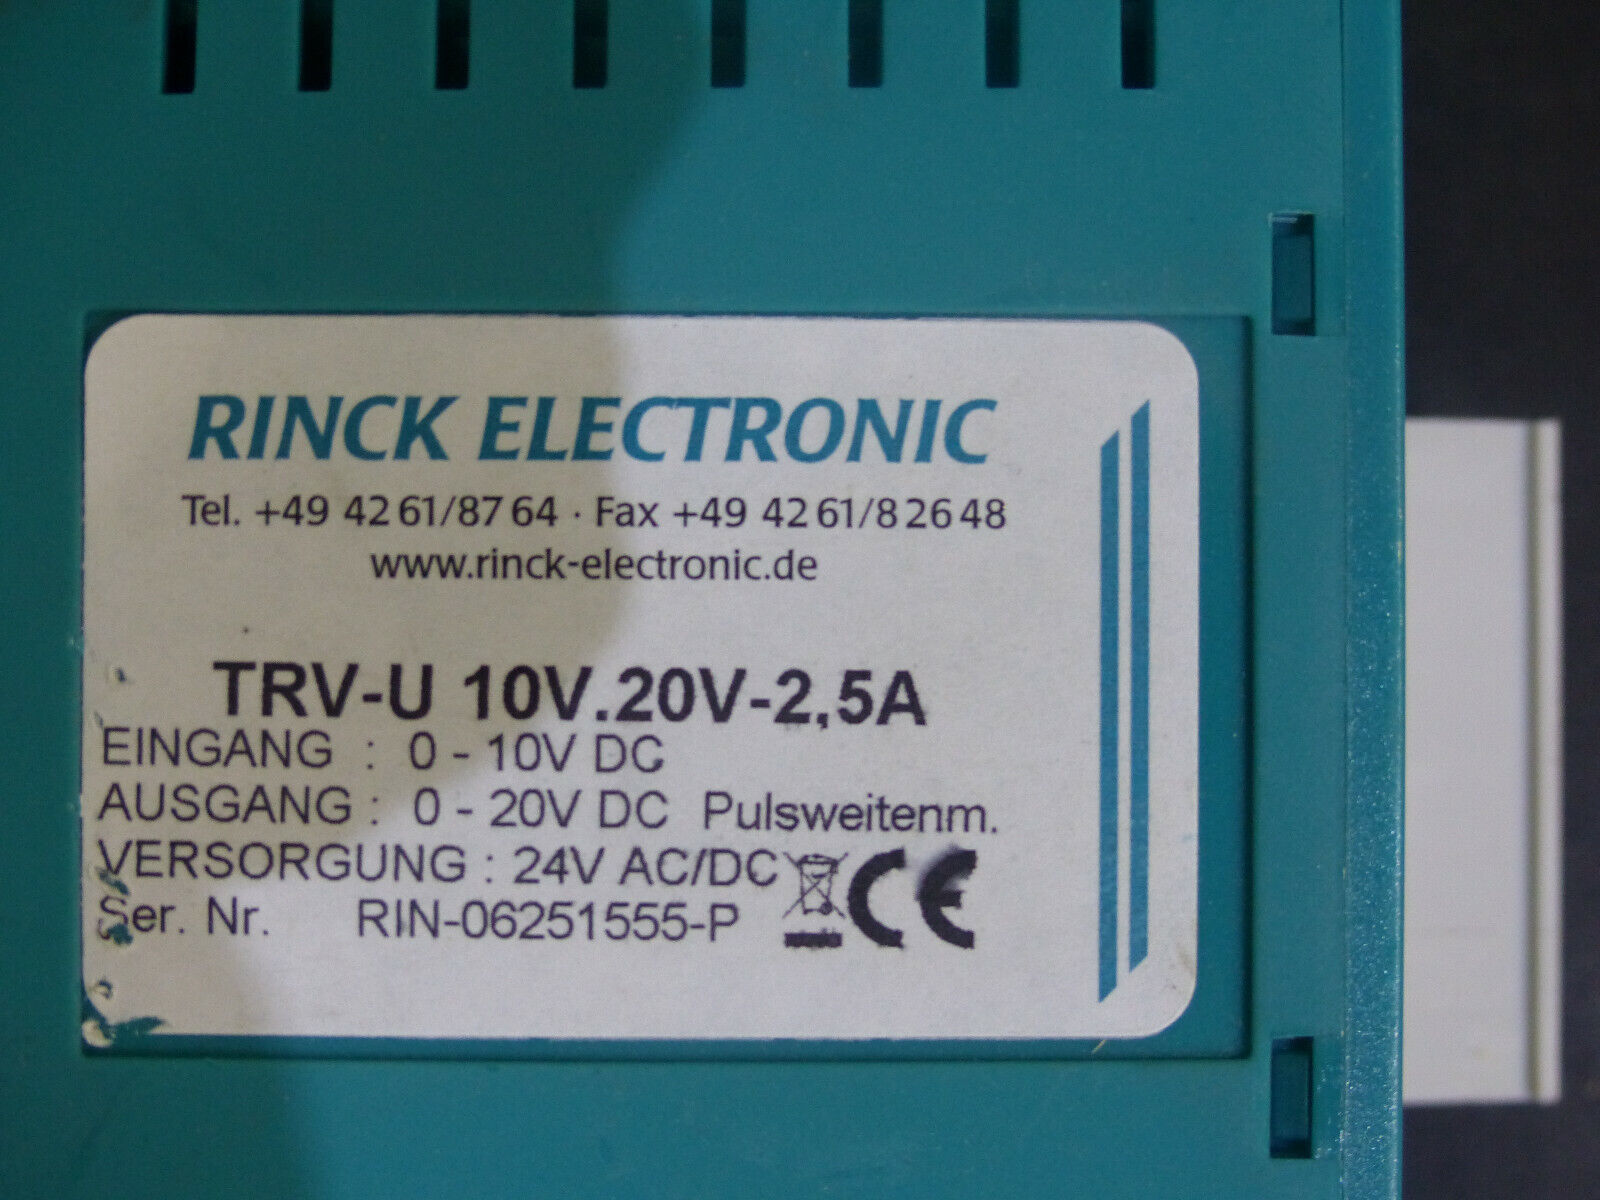 RINCK ELECTRONIC
Tel. +49 42 61/87 64 · Fax +49 42 61/8 26 48
www.rinck-electronic.de
TRV-U 10V.20V-2,5A
EINGANG : 0 - 10V DC
AUSGANG : 0 - 20V DC Pulsweitenm.
VERSORGUNG : 24V AC/DC CE
Ser. Nr. RIN-06251555-P